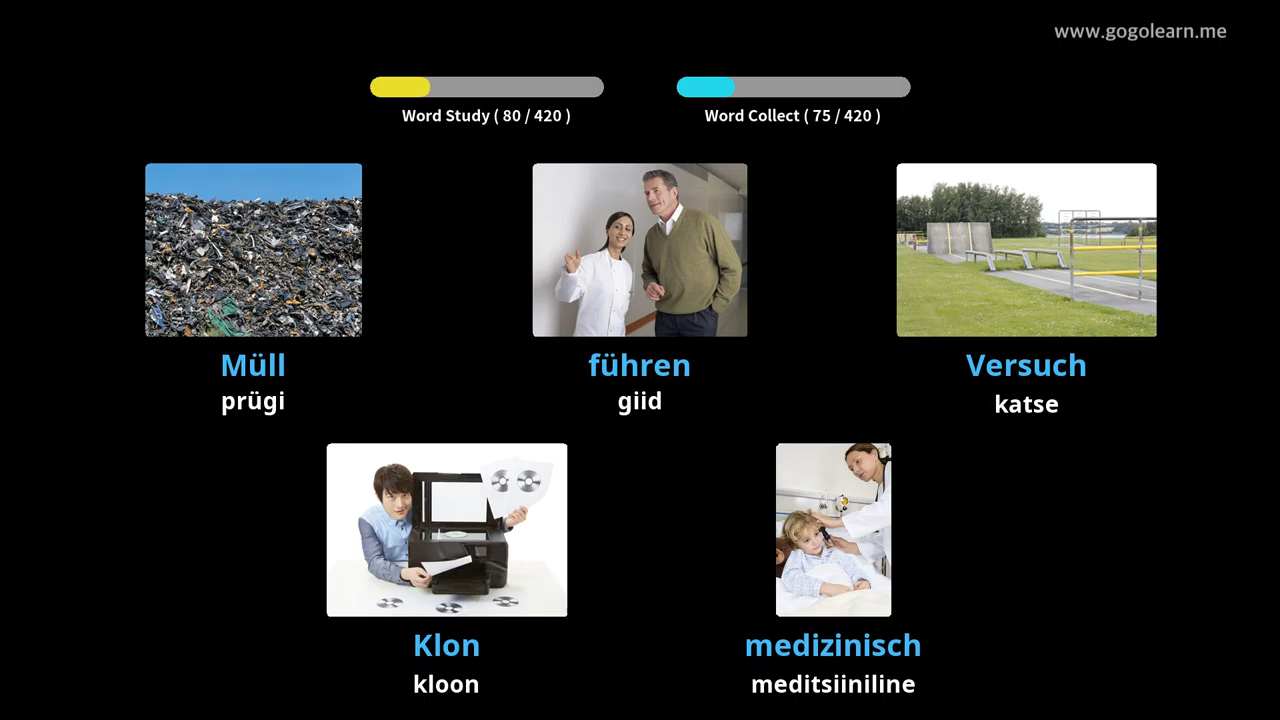 www.gogolearn.me
Word Study ( 80 / 420 )
Word Collect ( 75 / 420 )
Müll
prügi
führen
giid
Versuch
katse
Klon
kloon
medizinisch
meditsiiniline